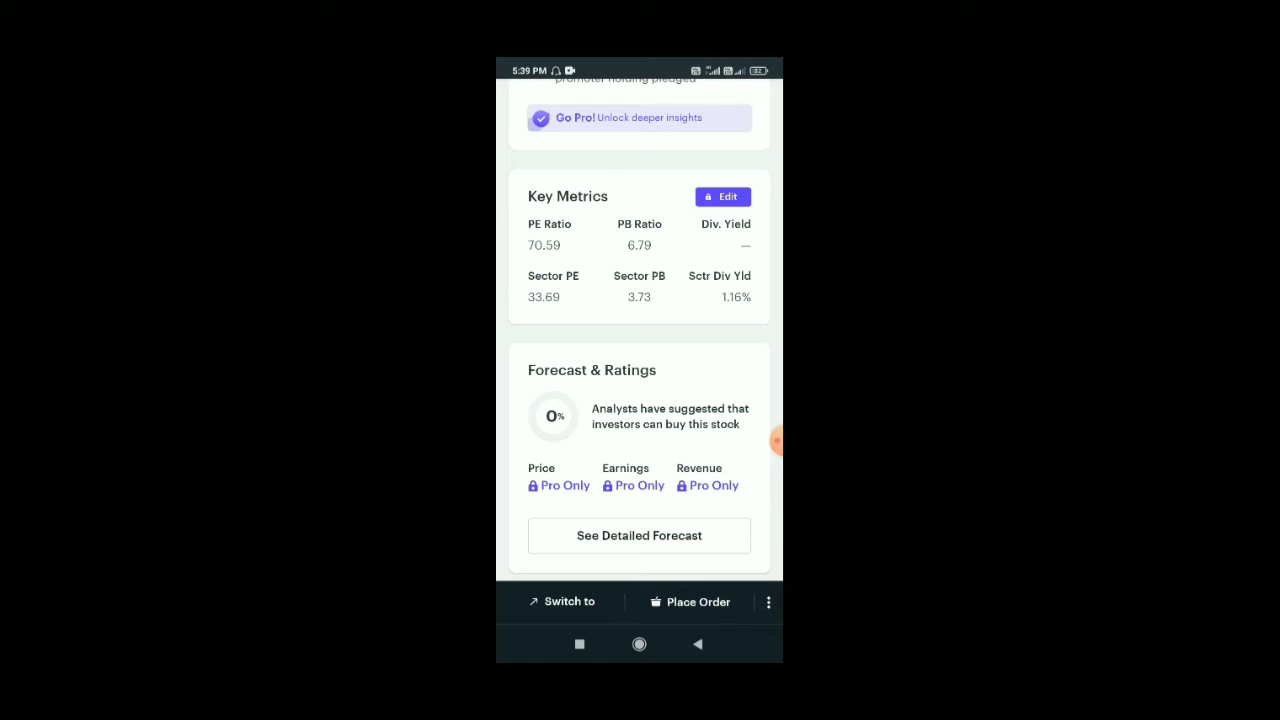 5:39 PM
promoter holding pledged
Go Pro! Unlock deeper insights
Key Metrics
Edit
PE Ratio PB Ratio Div. Yield
70.59 6.79 —
Sector PE Sector PB Sctr Div Yld
33.69 3.73 1.16%
Forecast & Ratings
0%
Analysts have suggested that
investors can buy this stock
Price Earnings Revenue
Pro Only Pro Only Pro Only
See Detailed Forecast
Switch to Place Order